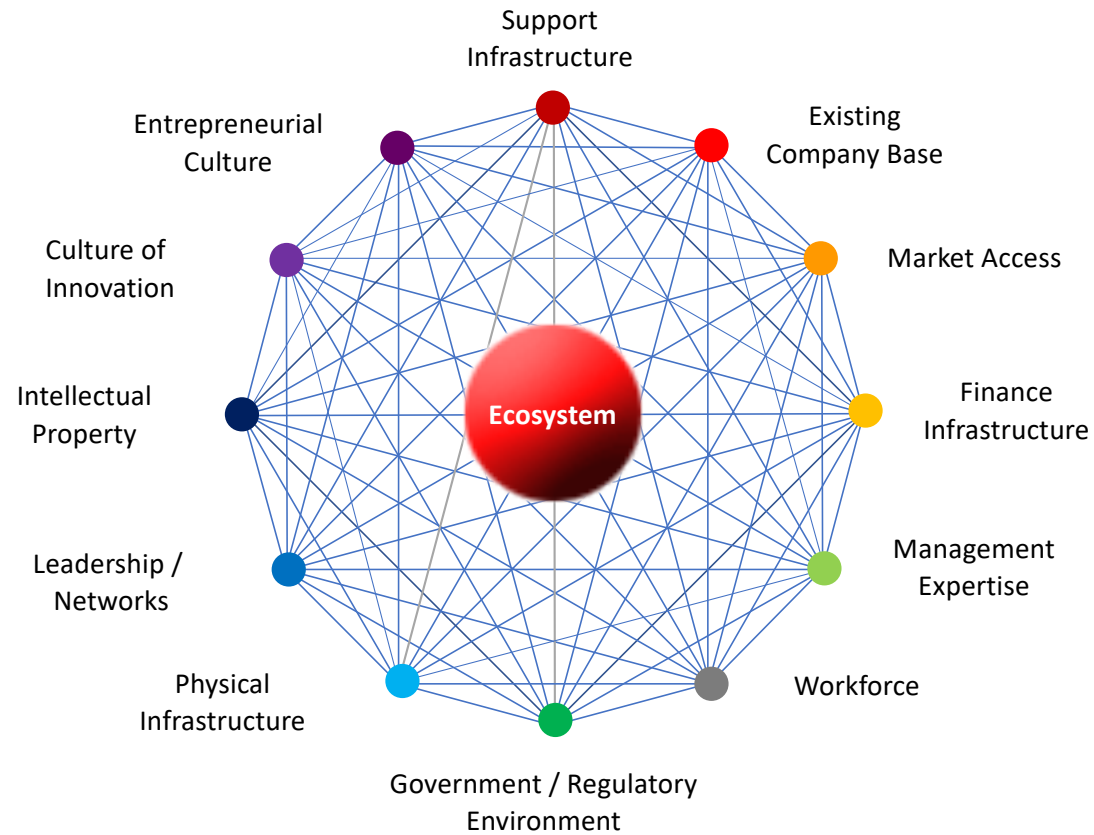 Support
Infrastructure
Existing
Company Base
Market Access
Finance
Infrastructure
Management
Expertise
Workforce
Government / Regulatory
Environment
Physical
Infrastructure
Leadership /
Networks
Intellectual
Property
Culture of
Innovation
Entrepreneurial
Culture
Ecosystem